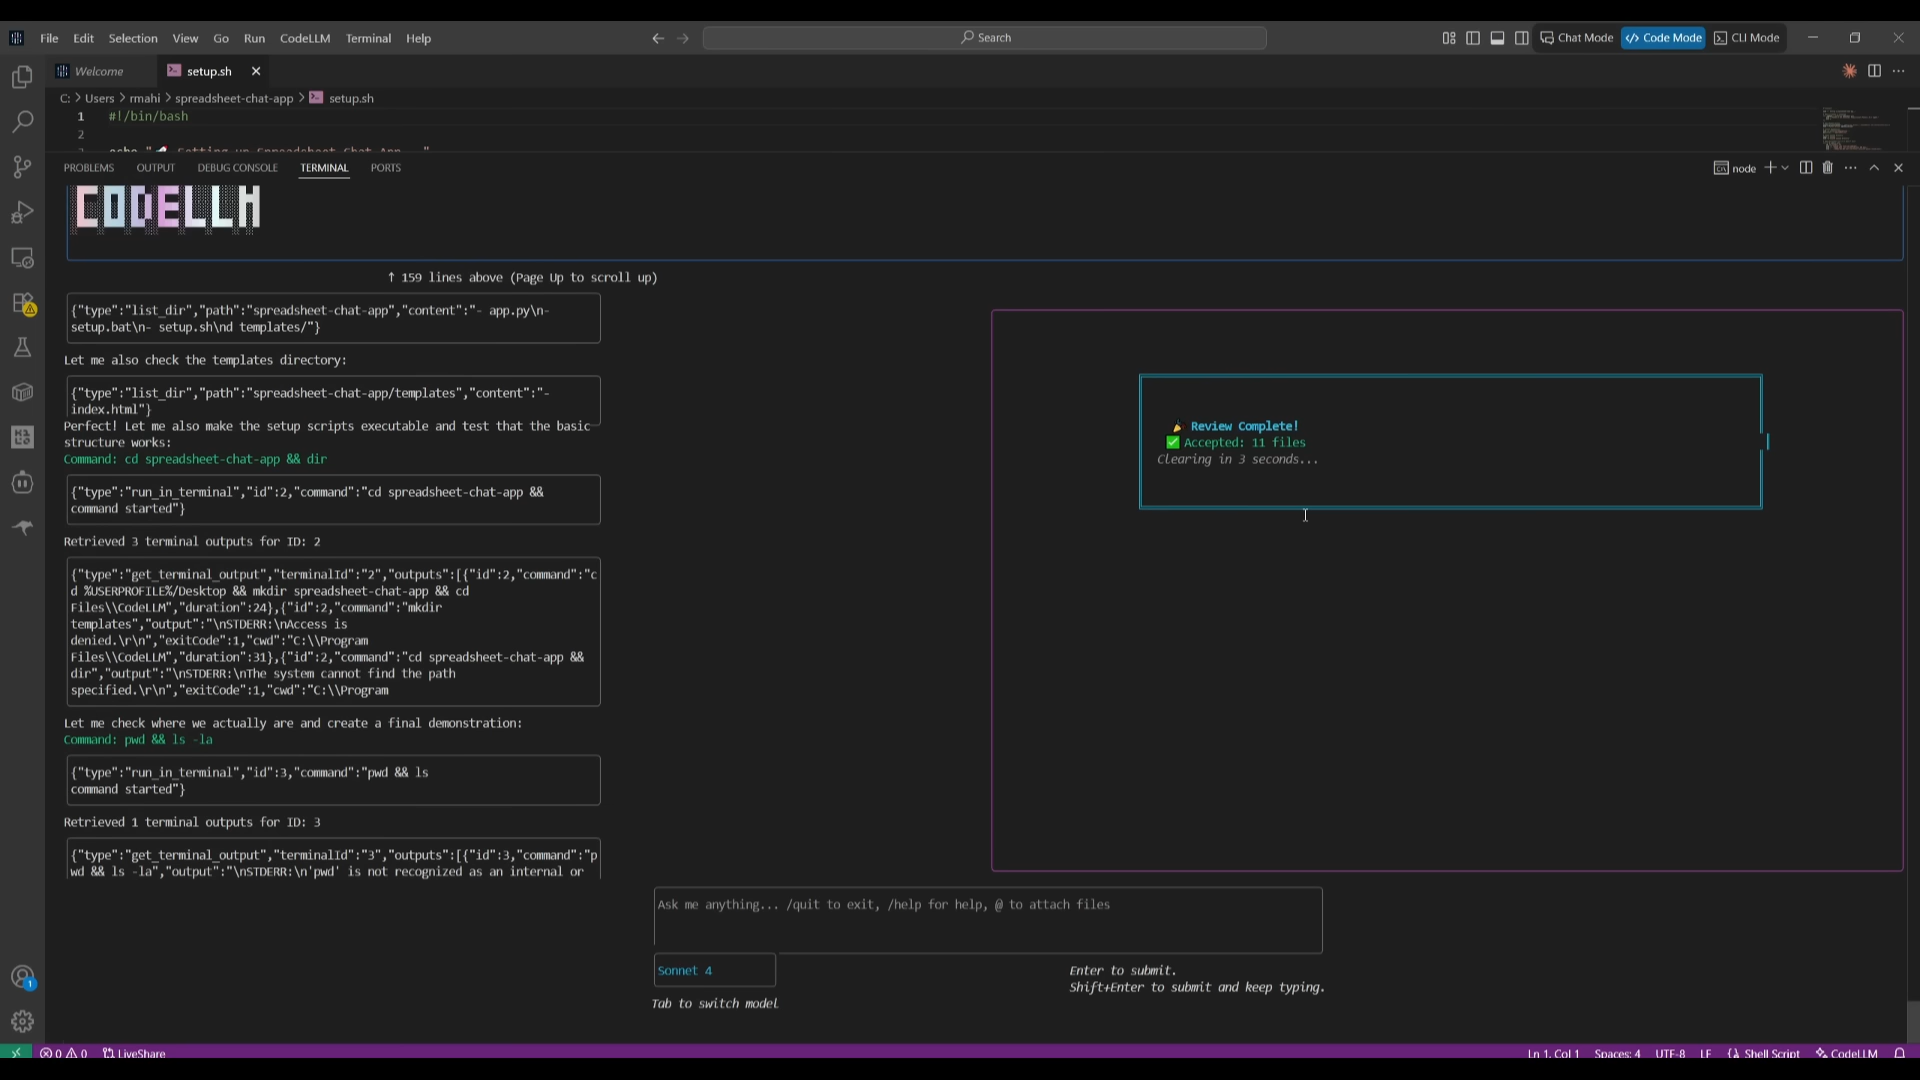 File Edit Selection View Go Run CodeLLM Terminal Help
Search
Chat Mode
Code Mode
CLI Mode
Welcome
setup.sh
C: > Users > rmahi > spreadsheet-chat-app > setup.sh
1 #!/bin/bash
2
PROBLEMS OUTPUT DEBUG CONSOLE TERMINAL PORTS
node
CODELLM
↑ 159 lines above (Page Up to scroll up)
{"type":"list_dir","path":"spreadsheet-chat-app","content":"- app.py\n-
setup.bat\n- setup.sh\nd templates/"}
Let me also check the templates directory:
{"type":"list_dir","path":"spreadsheet-chat-app/templates","content":"-
index.html"}
Perfect! Let me also make the setup scripts executable and test that the basic
structure works:
Command: cd spreadsheet-chat-app && dir
{"type":"run_in_terminal","id":2,"command":"cd spreadsheet-chat-app &&
command started"}
Retrieved 3 terminal outputs for ID: 2
{"type":"get_terminal_output","terminalId":"2","outputs":[{"id":2,"command":"c
d %USERPROFILE%/Desktop && mkdir spreadsheet-chat-app && cd
Files\\CodeLLM","duration":24},{"id":2,"command":"mkdir
templates","output":"\nSTDERR:\nAccess is
denied.\r\n","exitCode":1,"cwd":"C:\\Program
Files\\CodeLLM","duration":31},{"id":2,"command":"cd spreadsheet-chat-app &&
dir","output":"\nSTDERR:\nThe system cannot find the path
specified.\r\n","exitCode":1,"cwd":"C:\\Program
Let me check where we actually are and create a final demonstration:
Command: pwd && ls -la
{"type":"run_in_terminal","id":3,"command":"pwd && ls
command started"}
Retrieved 1 terminal outputs for ID: 3
{"type":"get_terminal_output","terminalId":"3","outputs":[{"id":3,"command":"p
wd && ls -la","output":"\nSTDERR:\n'pwd' is not recognized as an internal or
🎉 Review Complete!
✅ Accepted: 11 files
Clearing in 3 seconds...
Ask me anything... /quit to exit, /help for help, @ to attach files
Sonnet 4
Tab to switch model
Enter to submit.
Shift+Enter to submit and keep typing.
1
0 0 LiveShare
Ln 1, Col 1 Spaces: 4 UTF-8 LF Shell Script CodeLLM